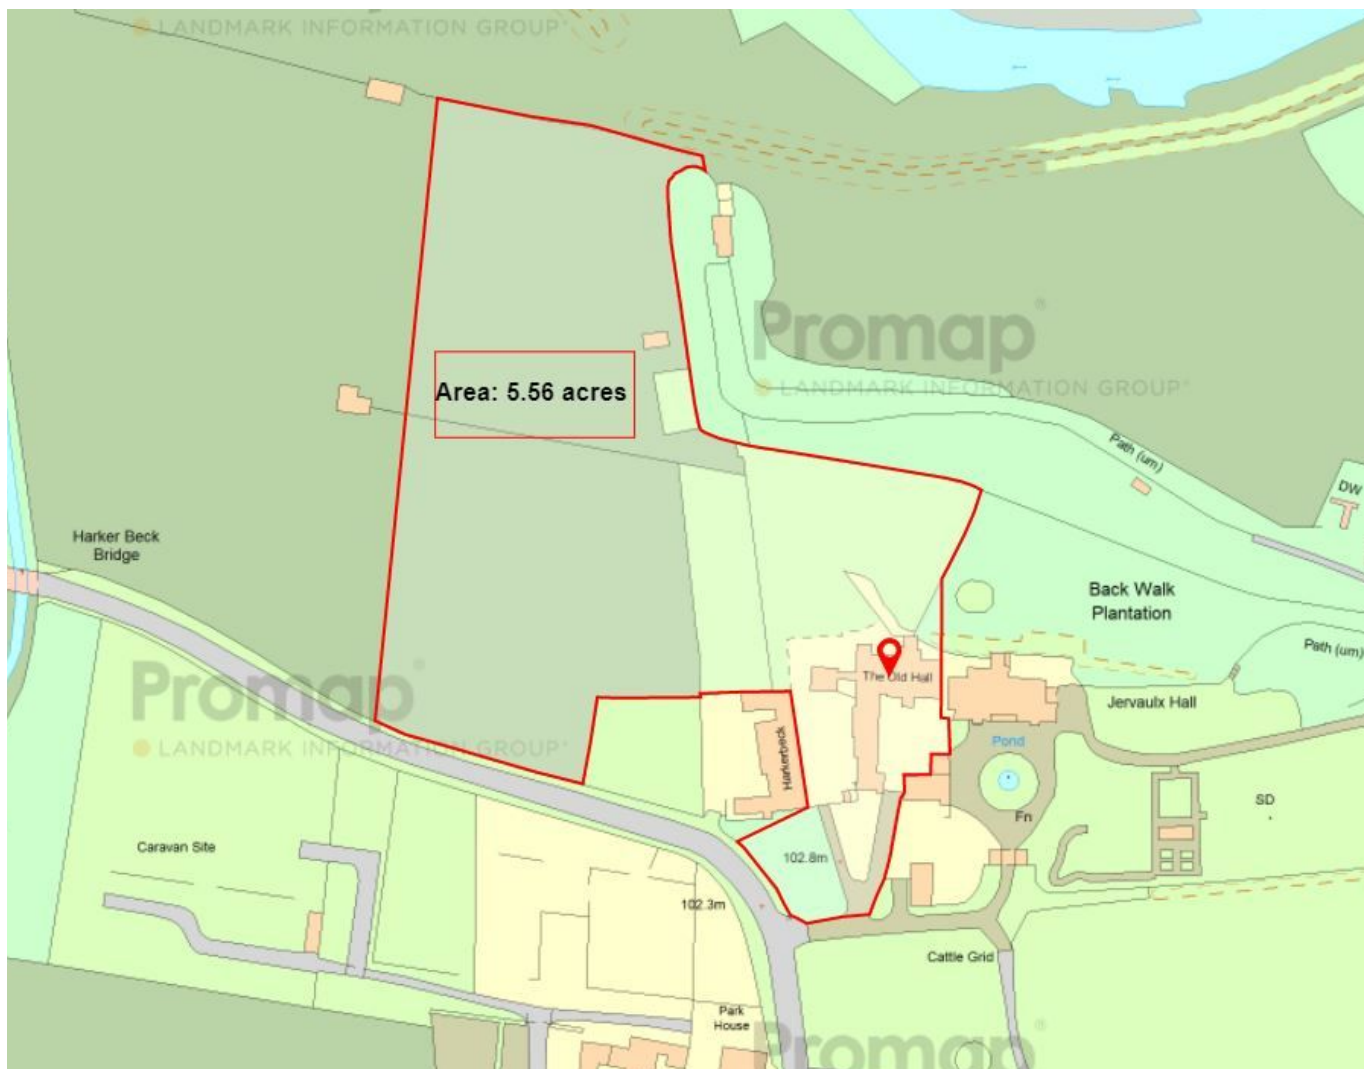 LANDMARK INFORMATION GROUP®
Promap®
LANDMARK INFORMATION GROUP®
Area: 5.56 acres
Path (um)
DW
Harker Beck
Bridge
Back Walk
Plantation
Path (um)
The Old Hall
Jervaulx Hall
Promap®
LANDMARK INFORMATION GROUP®
Pond
Harkerbeck
SD
Fn
Caravan Site
102.8m
102.3m
Cattle Grid
Park
House
Promap®